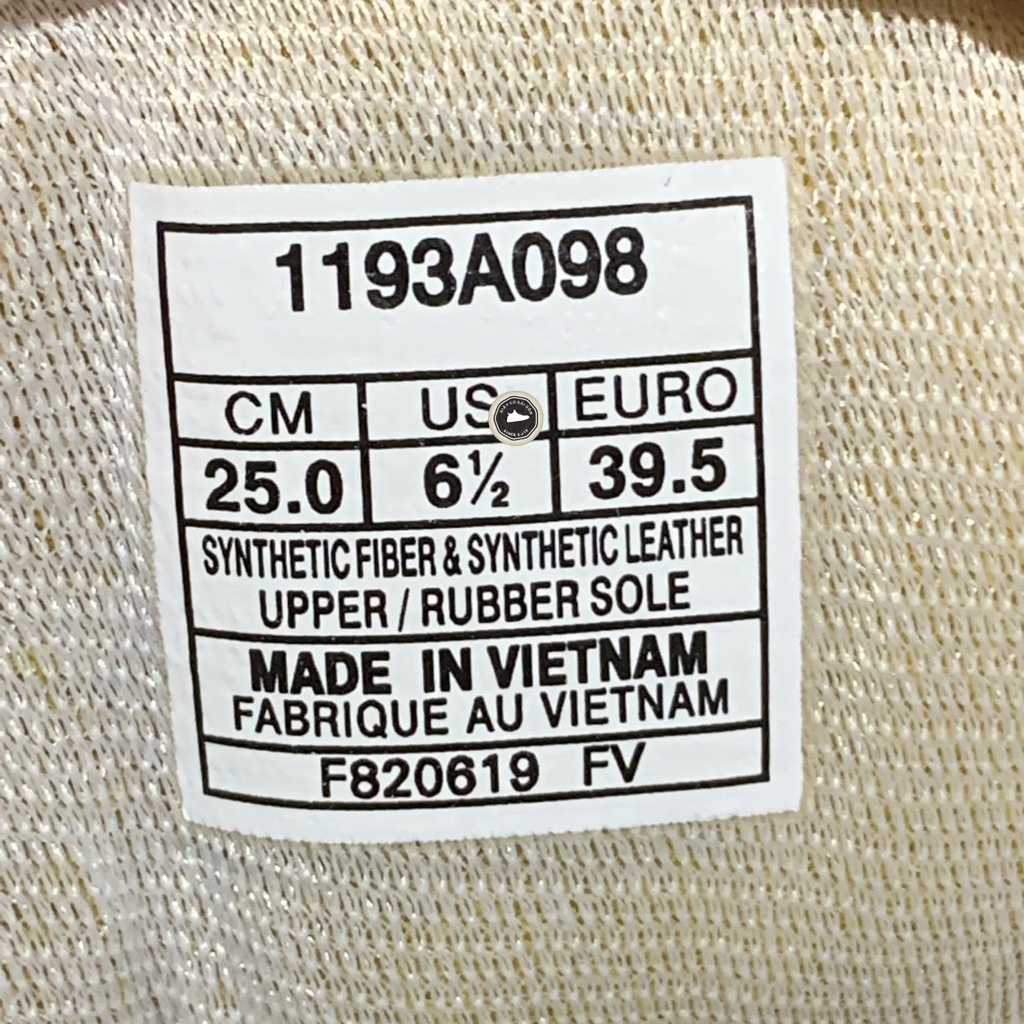 1193A098
CM US EURO
25.0 6½ 39.5
SYNTHETIC FIBER & SYNTHETIC LEATHER
UPPER / RUBBER SOLE
MADE IN VIETNAM
FABRIQUE AU VIETNAM
F820619 FV